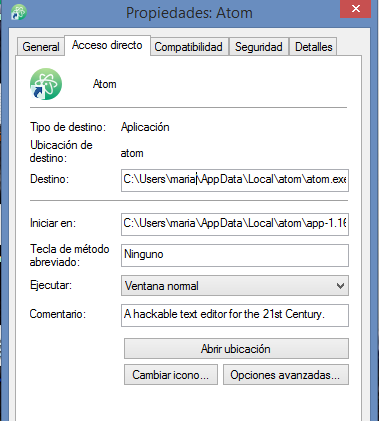 Propiedades: Atom
General Acceso directo Compatibilidad Seguridad Detalles
Atom
Tipo de destino: Aplicación
Ubicación de destino: atom
Destino: C:\Users\maria\AppData\Local\atom\atom.exe
Iniciar en: C:\Users\maria\AppData\Local\atom\app-1.16
Tecla de método abreviado: Ninguno
Ejecutar: Ventana normal
Comentario: A hackable text editor for the 21st Century.
Abrir ubicación
Cambiar icono... Opciones avanzadas...